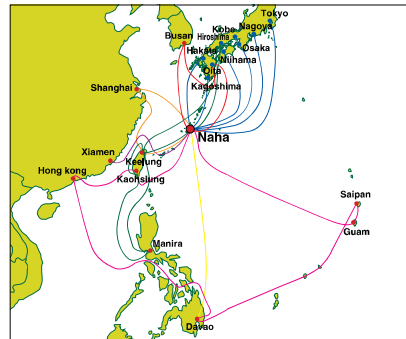 Tokyo
Kobe
Nagoya
Busan
Hiroshima
Osaka
Hakata
Nuhama
Oita
Kagoshima
Shanghai
Naha
Xiamen
Keelung
Hong kong
Kaohsiung
Saipan
Guam
Manira
Davao